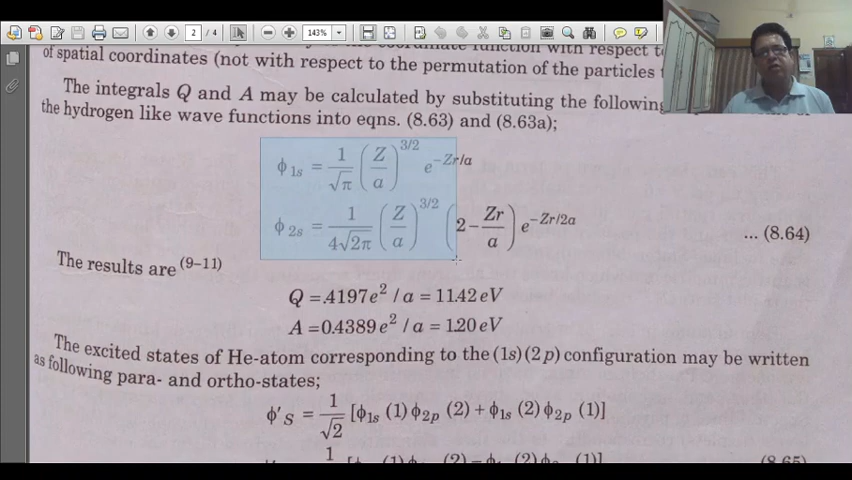 2 / 4
143%
of spatial coordinates (not with respect to the permutation of the particles
The integrals Q and A may be calculated by substituting the following
the hydrogen like wave functions into eqns. (8.63) and (8.63a);
ϕ1s = 1/√π (Z/a)^3/2 e^−Zr/a
ϕ2s = 1/4√2π (Z/a)^3/2 (2 − Zr/a) e^−Zr/2a ... (8.64)
The results are (9−11)
Q = .4197e² / a = 11.42 eV
A = 0.4389e² / a = 1.20 eV
The excited states of He-atom corresponding to the (1s) (2p) configuration may be written
as following para- and ortho-states;
ϕ'S = 1/√2 [ϕ1s (1) ϕ2p (2) + ϕ1s (2) ϕ2p (1)]